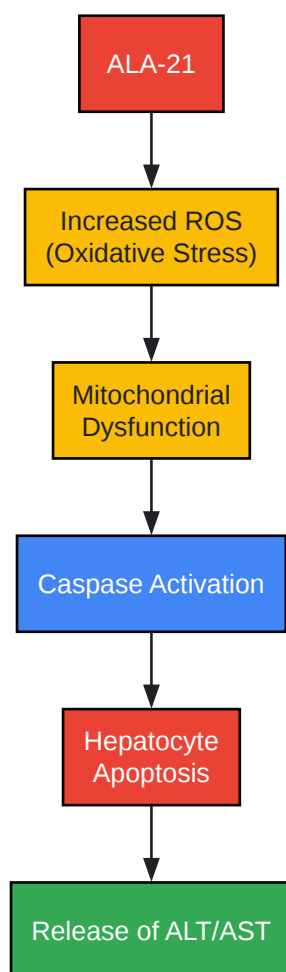 ALA-21
Increased ROS
(Oxidative Stress)
Mitochondrial
Dysfunction
Caspase Activation
Hepatocyte
Apoptosis
Release of ALT/AST